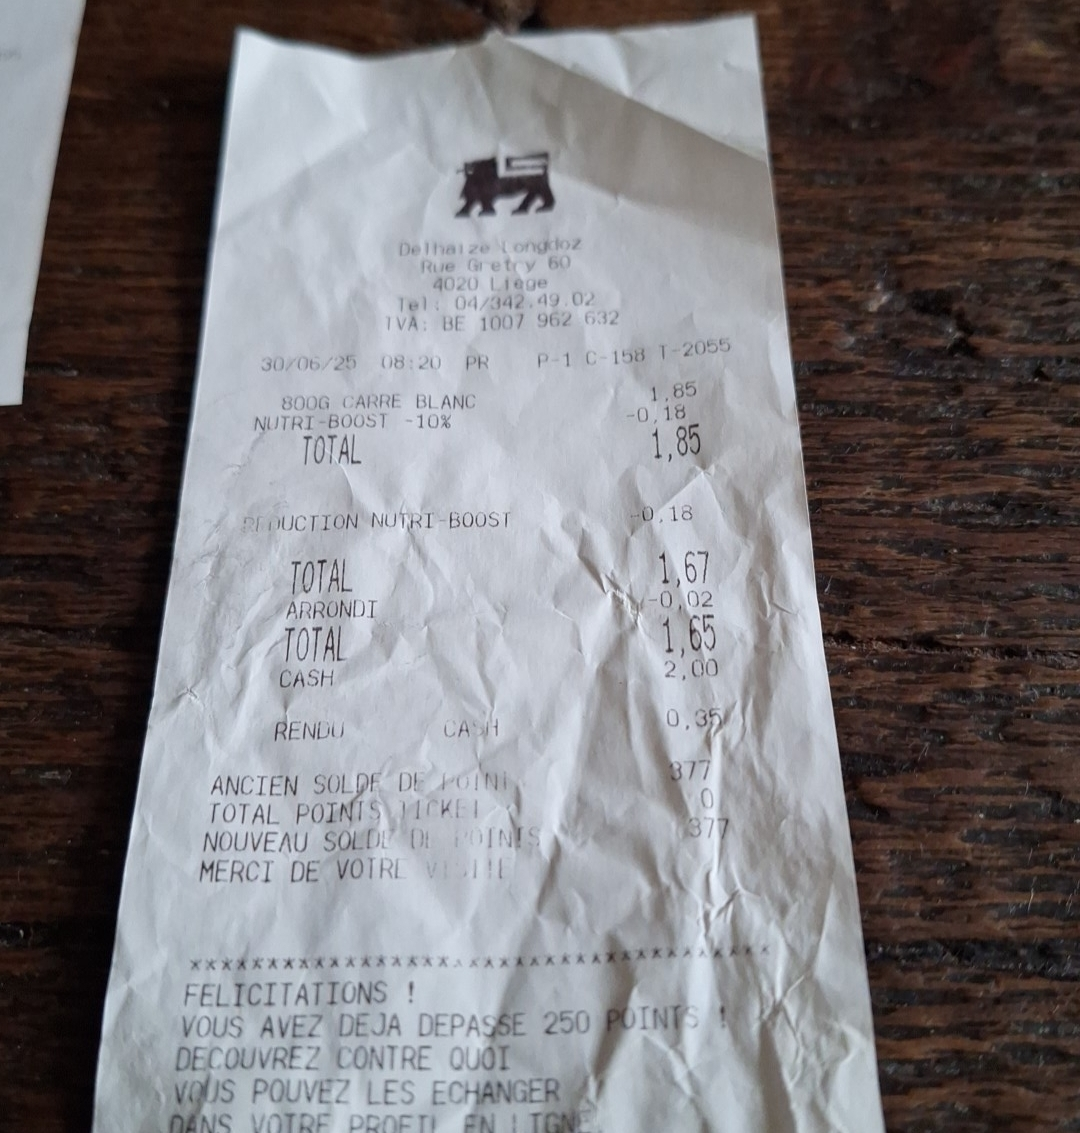 Delhaize Longdoz
Rue Gretry 60
4020 Liege
Tel: 04/342.49.02
TVA: BE 1007 962 632
30/06/25 08:20 PR P-1 C-158 T-2055
800G CARRE BLANC 1,85
NUTRI-BOOST -10% -0,18
TOTAL 1,85
REDUCTION NUTRI-BOOST -0,18
TOTAL 1,67
ARRONDI -0,02
TOTAL 1,65
CASH 2,00
RENDU CASH 0,35
ANCIEN SOLDE DE POINT 377
TOTAL POINTS TICKET 0
NOUVEAU SOLDE DE POINTS 377
MERCI DE VOTRE VISITE
***********************************
FELICITATIONS !
VOUS AVEZ DEJA DEPASSE 250 POINTS !
DECOUVREZ CONTRE QUOI
VOUS POUVEZ LES ECHANGER
DANS VOTRE PROFIL EN LIGNE.